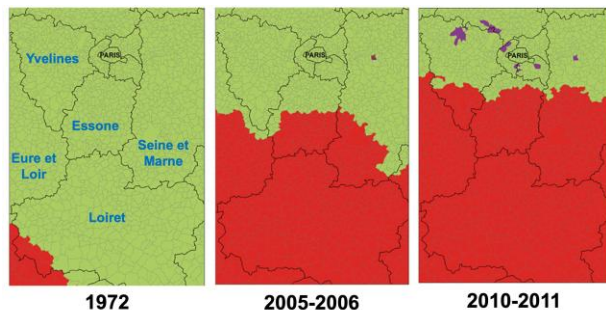 PARIS
Yvelines
Essone
Eure et
Loir
Seine et
Marne
Loiret
1972
PARIS
2005-2006
PARIS
2010-2011